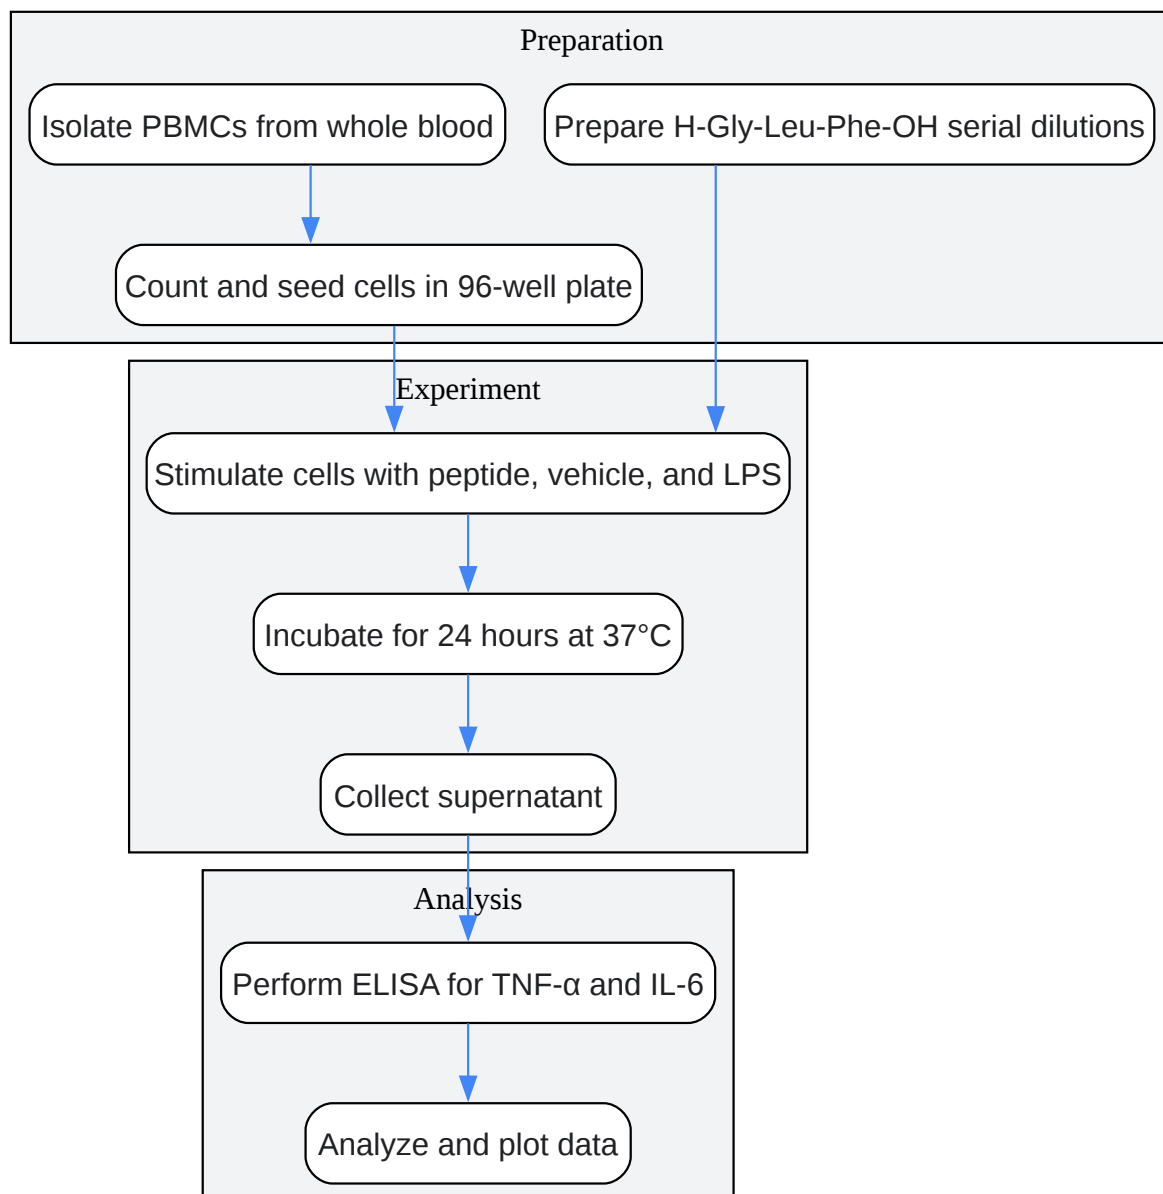 Preparation
Isolate PBMCs from whole blood
Prepare H-Gly-Leu-Phe-OH serial dilutions
Count and seed cells in 96-well plate
Experiment
Stimulate cells with peptide, vehicle, and LPS
Incubate for 24 hours at 37°C
Collect supernatant
Analysis
Perform ELISA for TNF-α and IL-6
Analyze and plot data